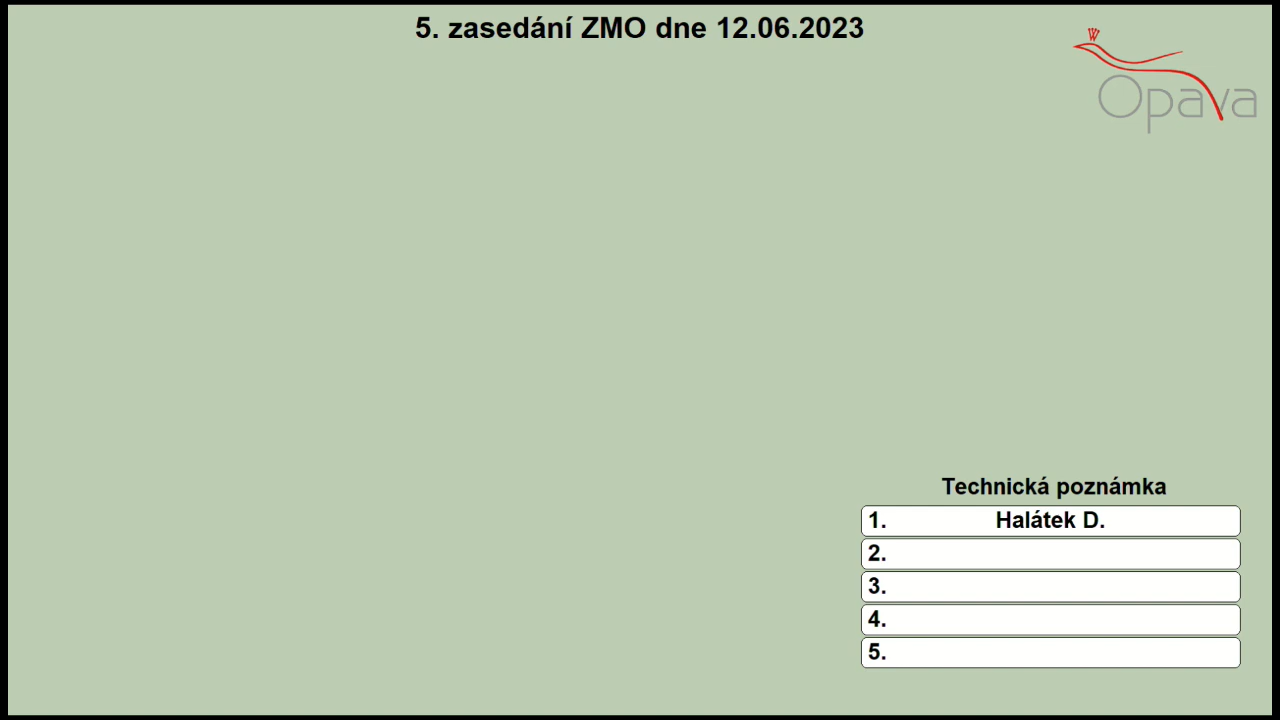 5. zasedání ZMO dne 12.06.2023
Opava
Technická poznámka
1. Halátek D.
2.
3.
4.
5.